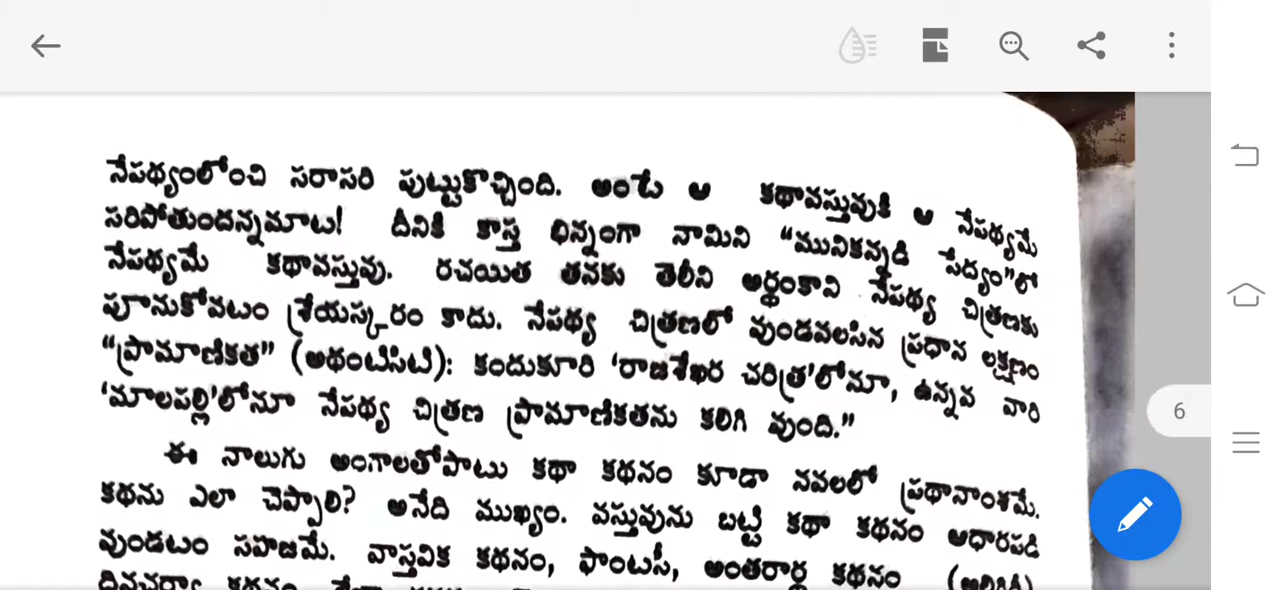 నేపథ్యంలోంచి సరాసరి పుట్టుకొచ్చింది. అంటే ఆ కథావస్తువుకి ఆ నేపథ్యమే
సరిపోతుందన్నమాట! దీనికి కాస్త భిన్నంగా నామిని "మునికన్నడి సేద్యం"లో
నేపథ్యమే కథావస్తువు. రచయిత తనకు తెలీని అర్థంకాని నేపథ్య చిత్రణకు
పూనుకోవటం శ్రేయస్కరం కాదు. నేపథ్య చిత్రణలో వుండవలసిన ప్రధాన లక్షణం
"ప్రామాణికత" (అథంటిసిటి): కందుకూరి 'రాజశేఖర చరిత్ర'లోనూ, ఉన్నవ వారి
'మాలపల్లి'లోనూ నేపథ్య చిత్రణ ప్రామాణికతను కలిగి వుంది."
ఈ నాలుగు అంగాలతోపాటు కథా కథనం కూడా నవలలో ప్రధానాంశమే.
కథను ఎలా చెప్పాలి? అనేది ముఖ్యం. వస్తువును బట్టి కథా కథనం ఆధారపడి
వుండటం సహజమే. వాస్తవిక కథనం, ఫాంటసీ, అంతరార్థ కథనం (అలిగిరీ)
6